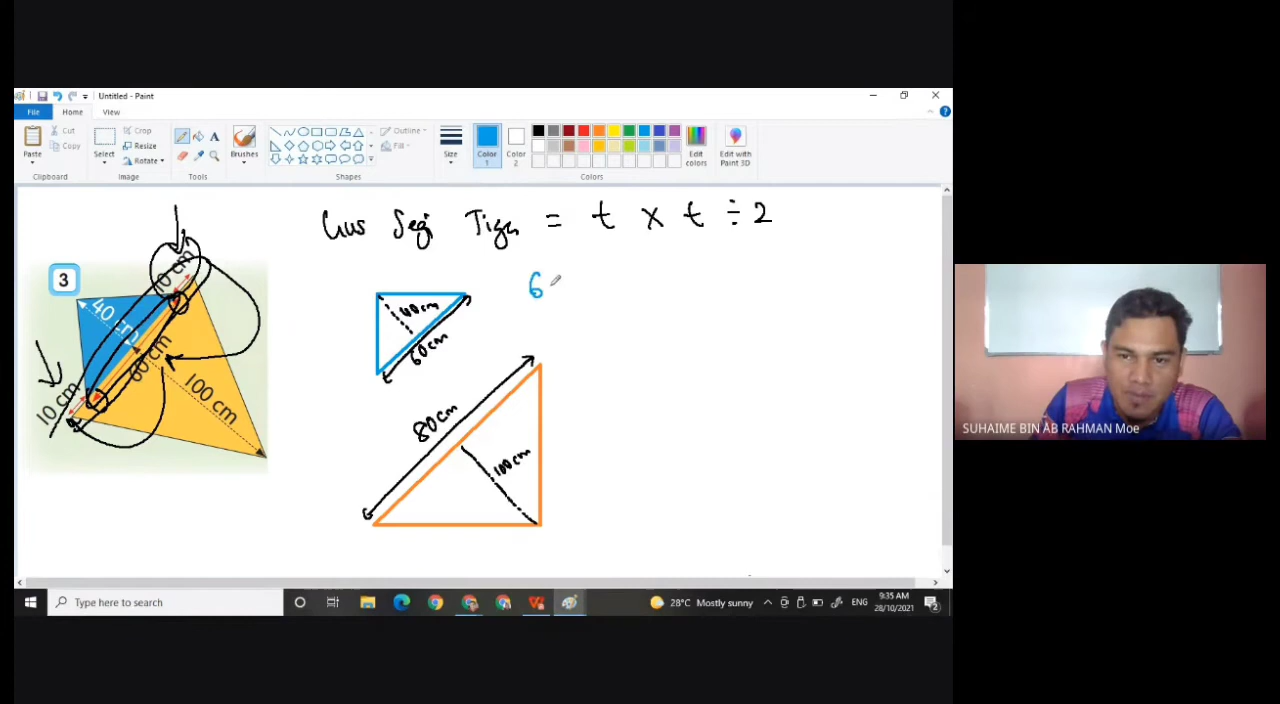 Untitled - Paint
File
Home
View
Paste
Cut
Copy
Clipboard
Select
Crop
Resize
Rotate
Image
Tools
Brushes
Shapes
Outline
Fill
Size
Color 1
Color 2
Edit colors
Edit with Paint 3D
Colors
Luas Segi Tiga = t x t ÷ 2
3
10 cm
40 cm
60 cm
10 cm
100 cm
6
40 cm
60 cm
80 cm
100 cm
SUHAIME BIN AB RAHMAN Moe
Type here to search
28°C Mostly sunny
ENG
9:35 AM
28/10/2021
2